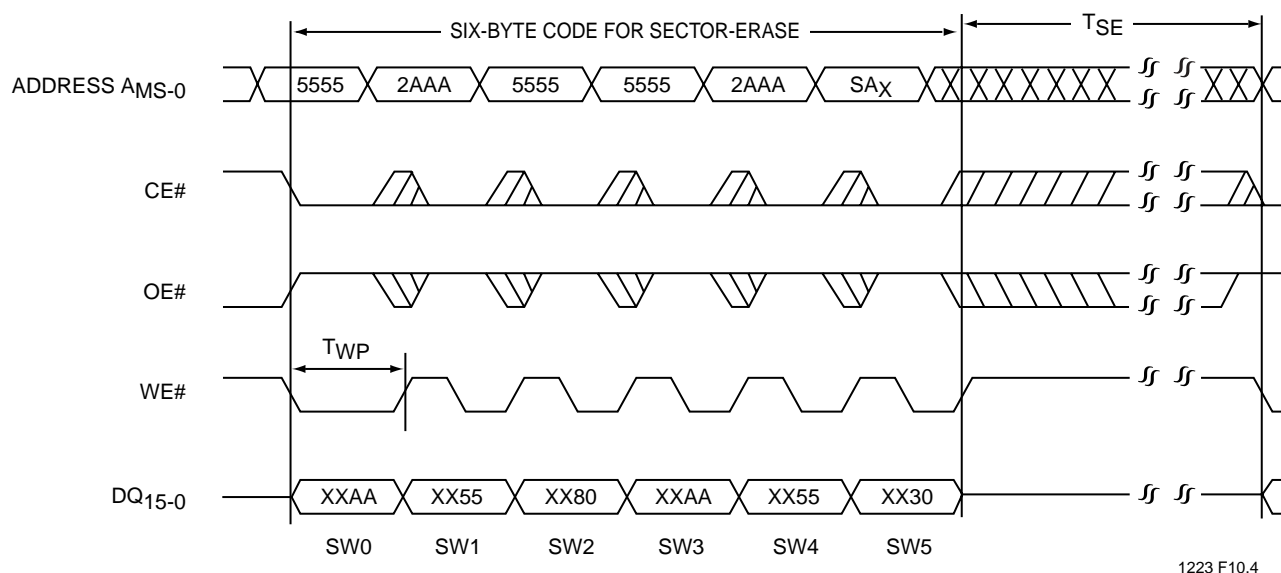 SIX-BYTE CODE FOR SECTOR-ERASE
TSE
ADDRESS AMS-0
5555 2AAA 5555 5555 2AAA SAX
CE#
OE#
TWP
WE#
DQ15-0
XXAA XX55 XX80 XXAA XX55 XX30
SW0 SW1 SW2 SW3 SW4 SW5
1223 F10.4